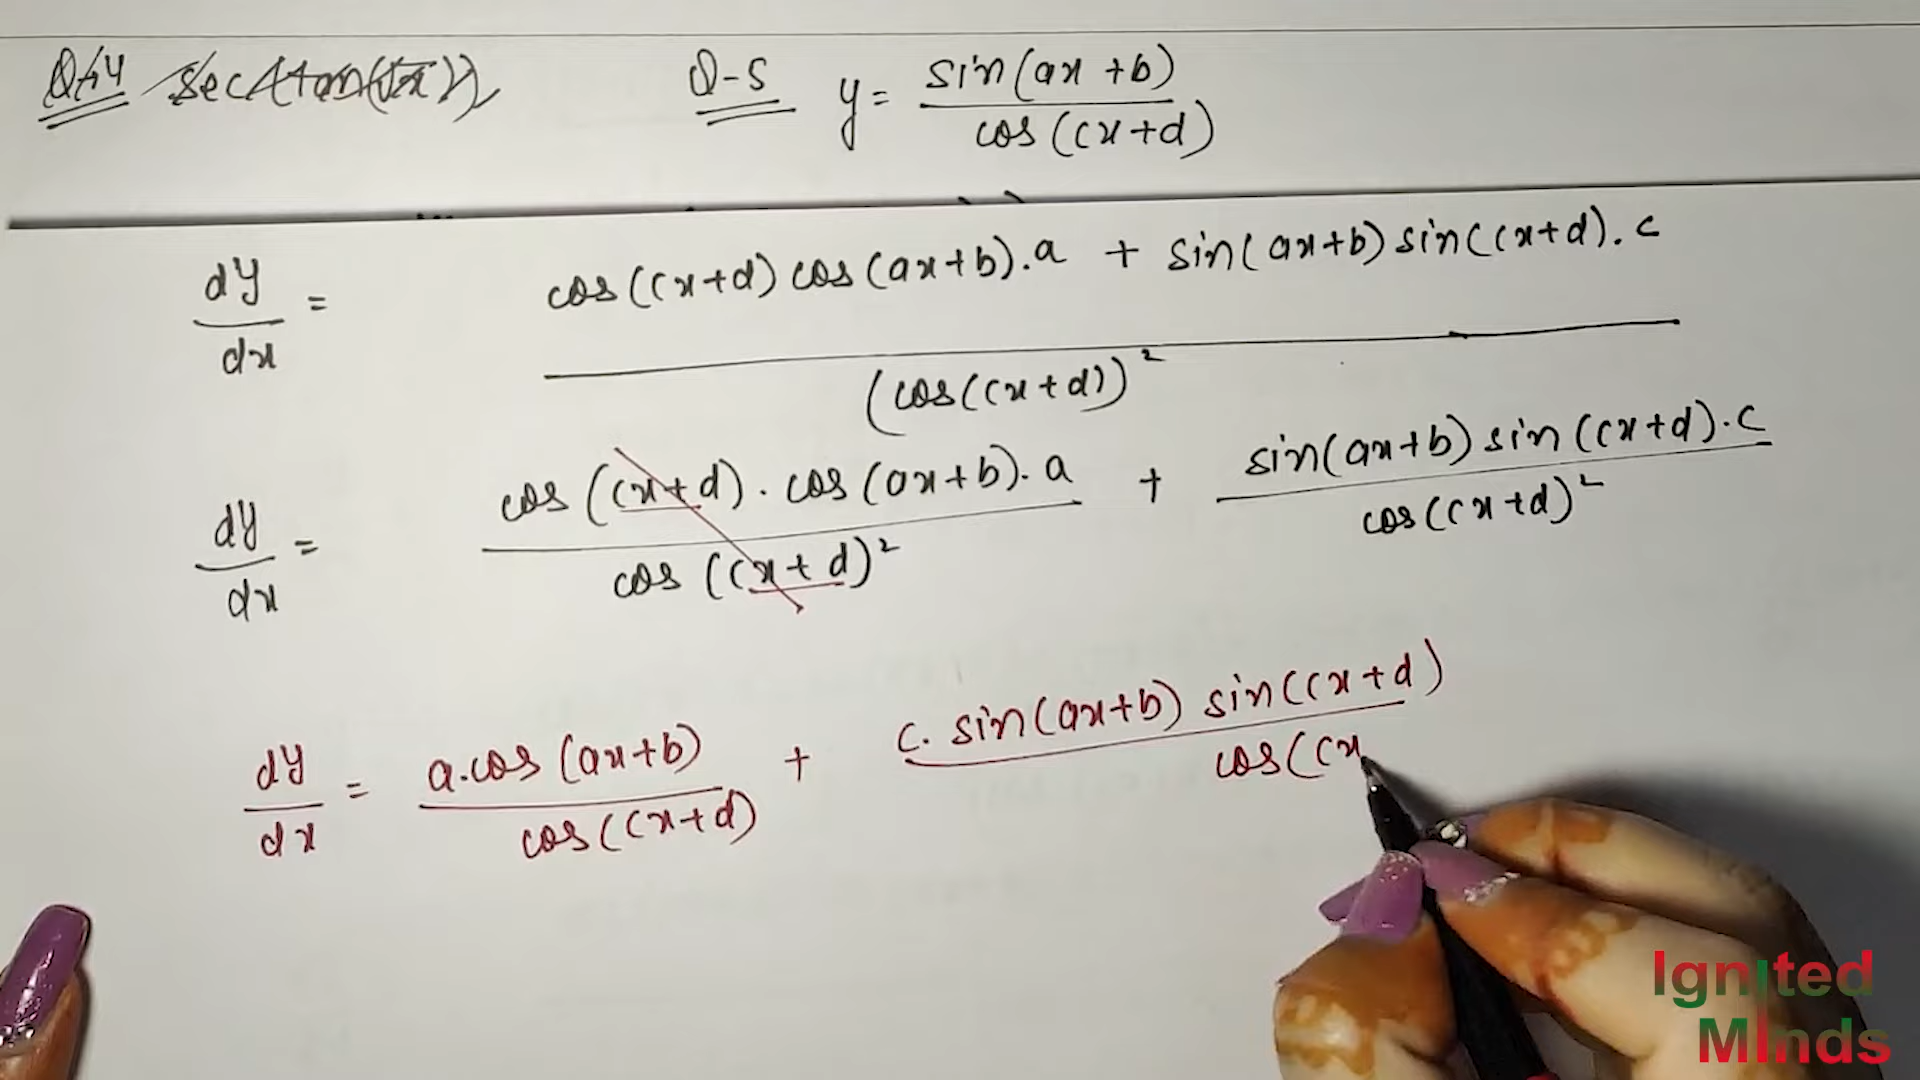 Q-4 sec(tan(√x)) Q-5 y = sin(ax+b) / cos(cx+d)
dy/dx = cos(cx+d) cos(ax+b).a + sin(ax+b) sin(cx+d).c / (cos(cx+d))²
dy/dx = cos(cx+d).cos(ax+b).a / cos(cx+d)² + sin(ax+b) sin(cx+d).c / cos(cx+d)²
dy/dx = a.cos(ax+b) / cos(cx+d) + c. sin(ax+b) sin(cx+d) / cos(cx
Ignited
Minds